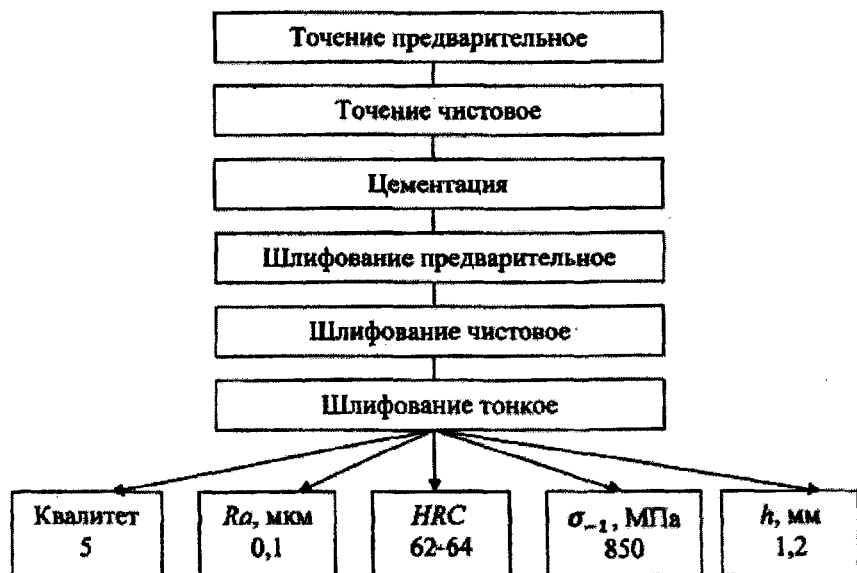 Точение предварительное
Точение чистовое
Цементация
Шлифование предварительное
Шлифование чистовое
Шлифование тонкое
Квалитет
5
Ra, мкм
0,1
HRC
62-64
σ₋₁, МПа
850
h, мм
1,2